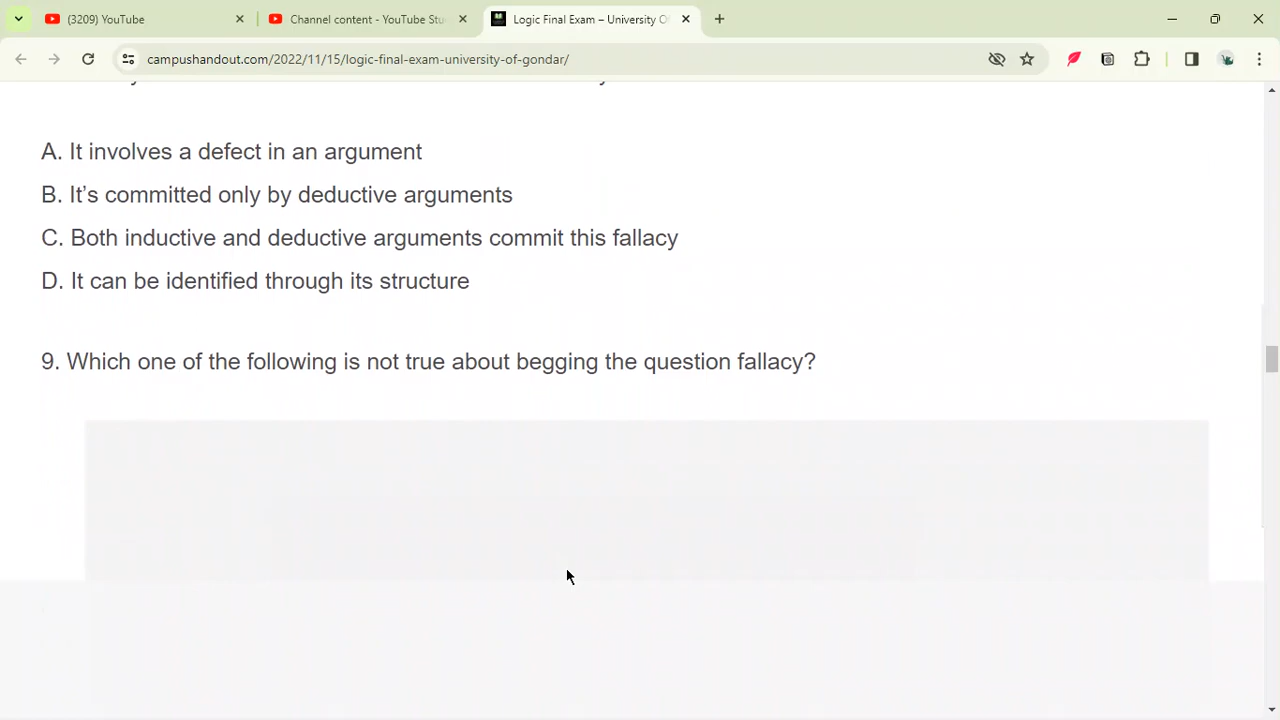 (3209) YouTube
Channel content - YouTube Stu
Logic Final Exam – University Of
campushandout.com/2022/11/15/logic-final-exam-university-of-gondar/
A. It involves a defect in an argument
B. It’s committed only by deductive arguments
C. Both inductive and deductive arguments commit this fallacy
D. It can be identified through its structure
9. Which one of the following is not true about begging the question fallacy?